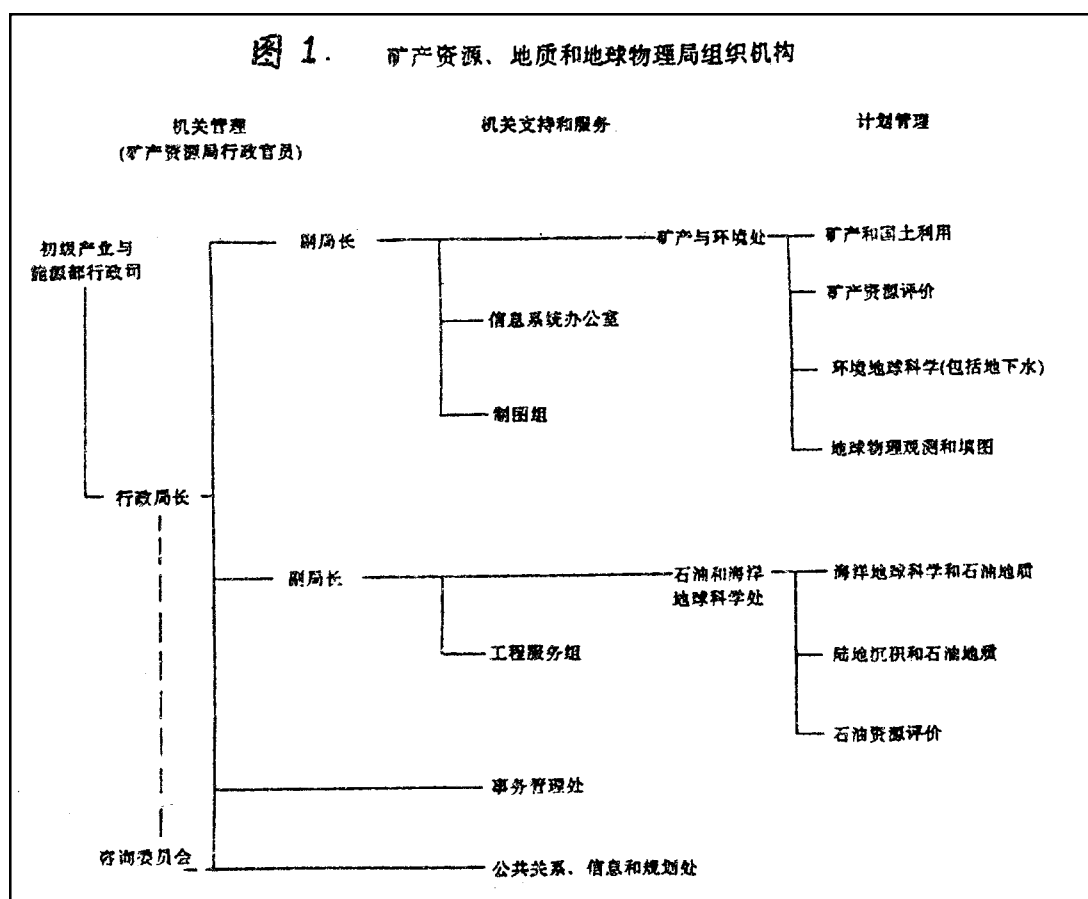 图 1. 矿产资源、地质和地球物理局组织机构
机关管理
(矿产资源局行政官员)
机关支持和服务
计划管理
初级产业与
能源部行政司
副局长
矿产与环境处
矿产和国土利用
矿产资源评价
信息系统办公室
环境地球科学(包括地下水)
制图组
地球物理观测和填图
行政局长
副局长
石油和海洋
地球科学处
海洋地球科学和石油地质
工程服务组
陆地沉积和石油地质
石油资源评价
事务管理处
咨询委员会
公共关系、信息和规划处